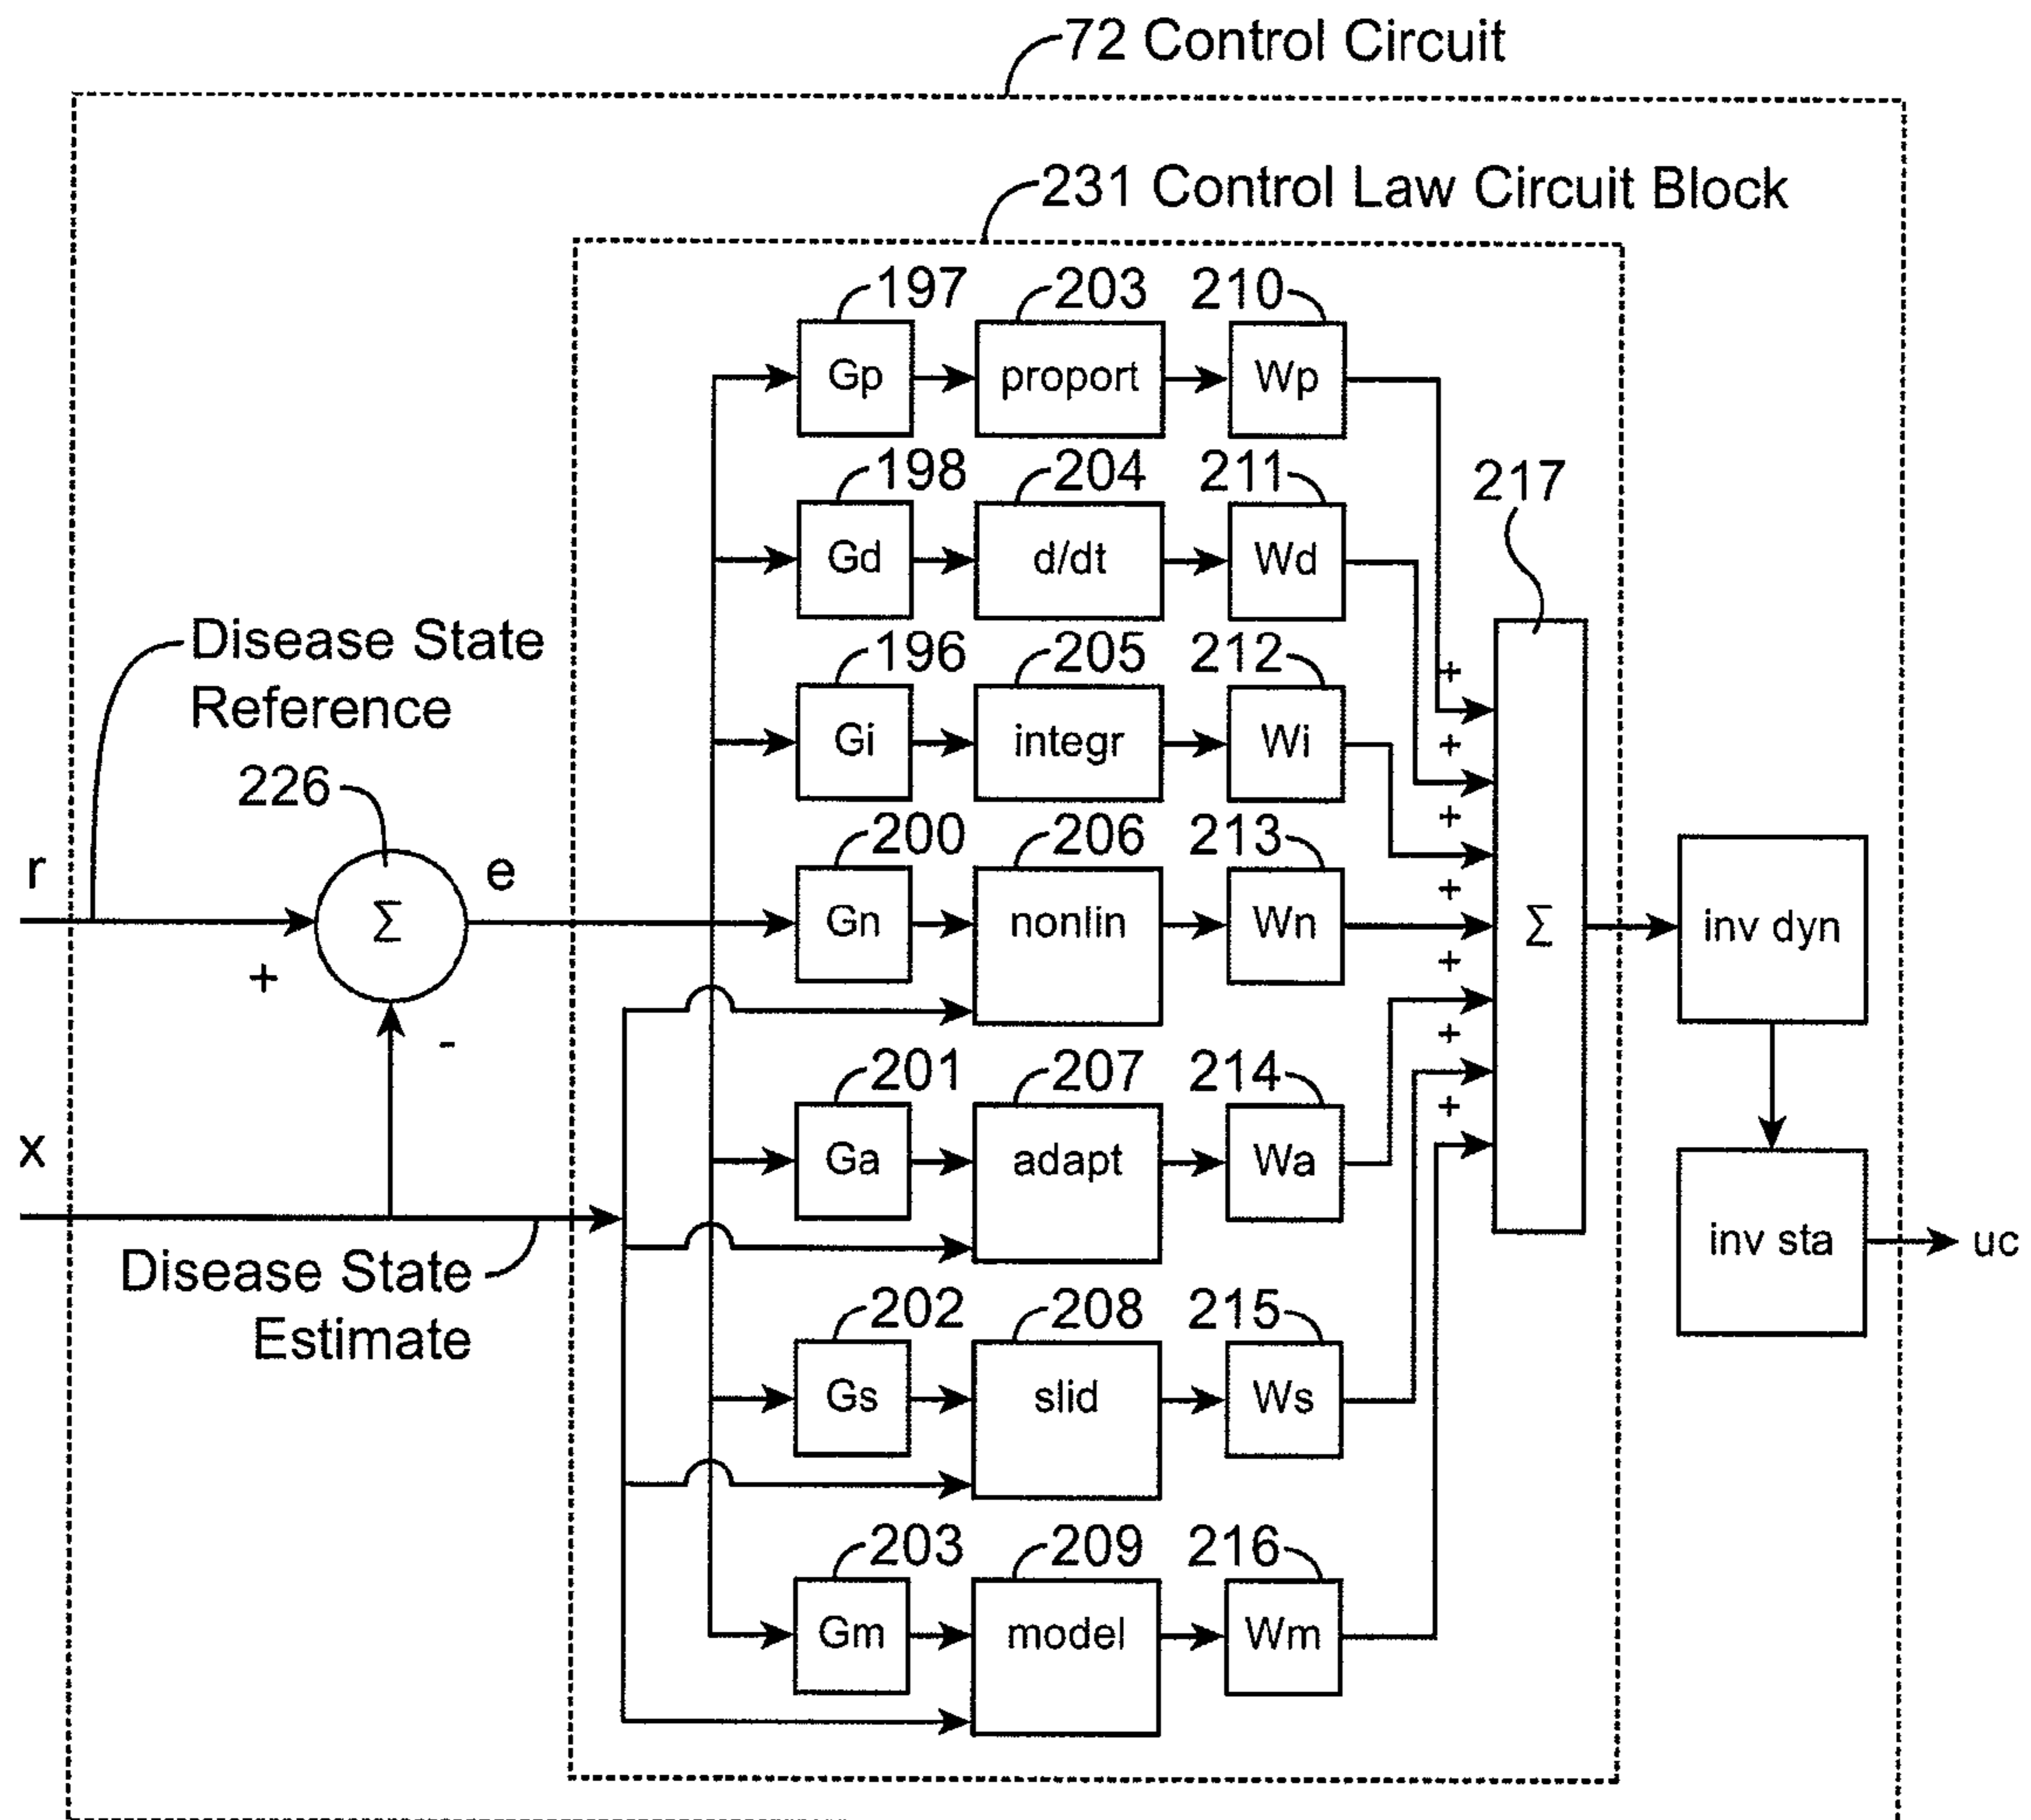 72 Control Circuit
231 Control Law Circuit Block
197
203
210
Gp
proport
Wp
198
204
211
217
Gd
d/dt
Wd
196
205
212
Gi
integr
Wi
Disease State
Reference
226
200
206
213
r
+
Σ
-
e
Gn
nonlin
Wn
+
+
+
+
+
+
+
Σ
inv dyn
201
207
214
x
Ga
adapt
Wa
Disease State
Estimate
inv sta
uc
202
208
215
Gs
slid
Ws
203
209
216
Gm
model
Wm